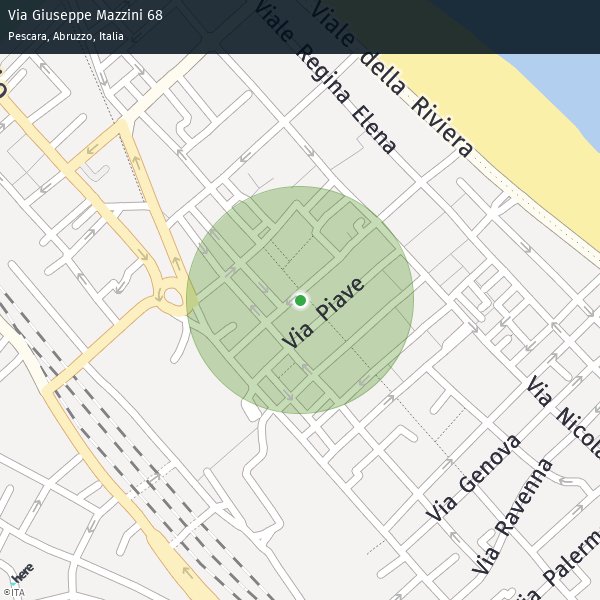 Via Giuseppe Mazzini 68
Pescara, Abruzzo, Italia
Viale della Riviera
Viale Regina Elena
Via Piave
Via Nicola
Via Genova
Via Ravenna
Via Palermo
here
©ITA